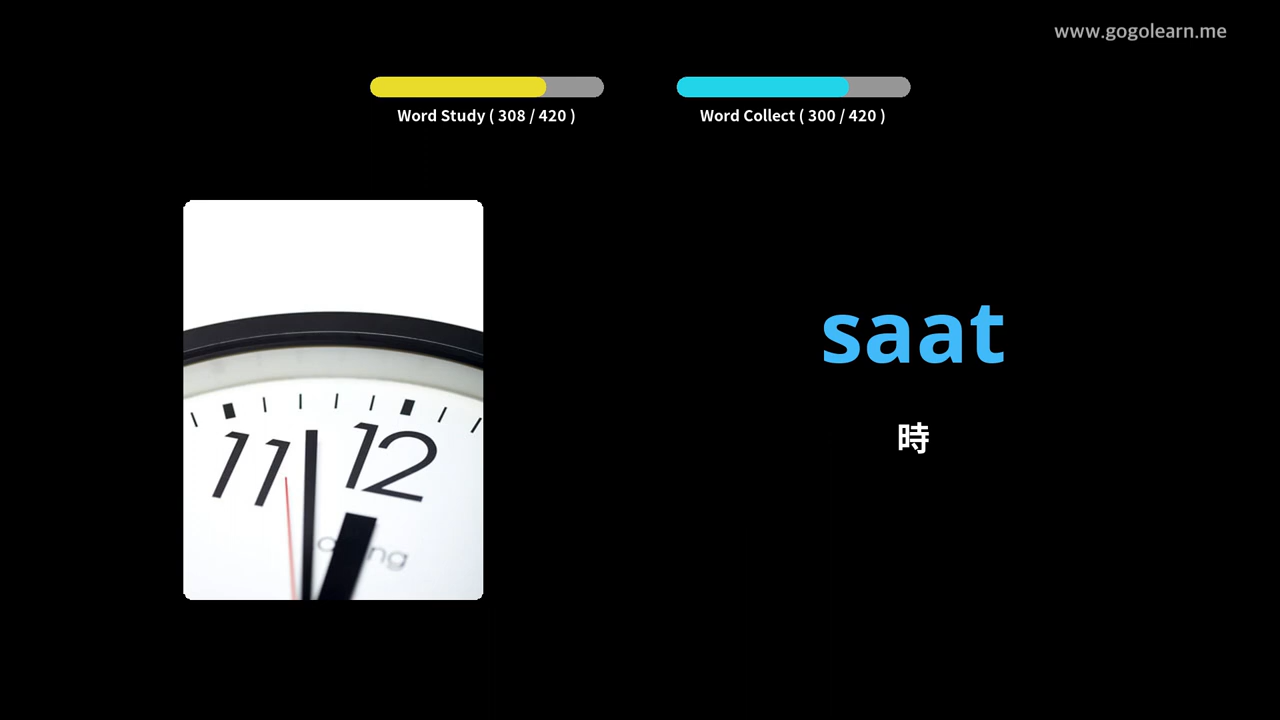 www.gogolearn.me
Word Study ( 308 / 420 )
Word Collect ( 300 / 420 )
11
12
saat
時